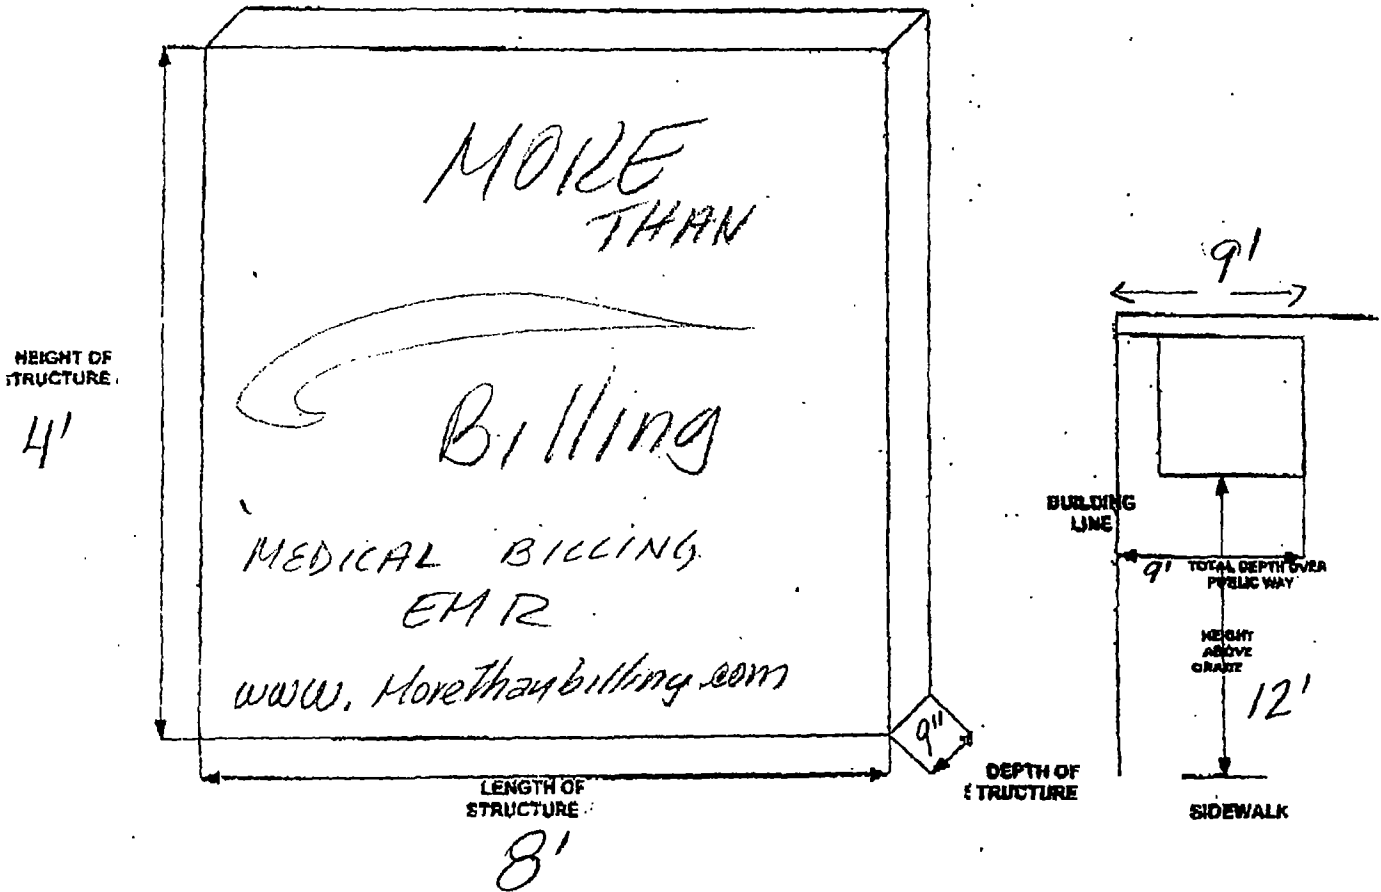 MORE
THAN
Billing
MEDICAL BILLING
EMR
www.Morethanbilling.com
HEIGHT OF
STRUCTURE
4'
LENGTH OF
STRUCTURE
8'
9"
DEPTH OF
STRUCTURE
9'
BUILDING
LINE
9'
TOTAL DEPTH OVER
PUBLIC WAY
HEIGHT
ABOVE
GRADE
12'
SIDEWALK